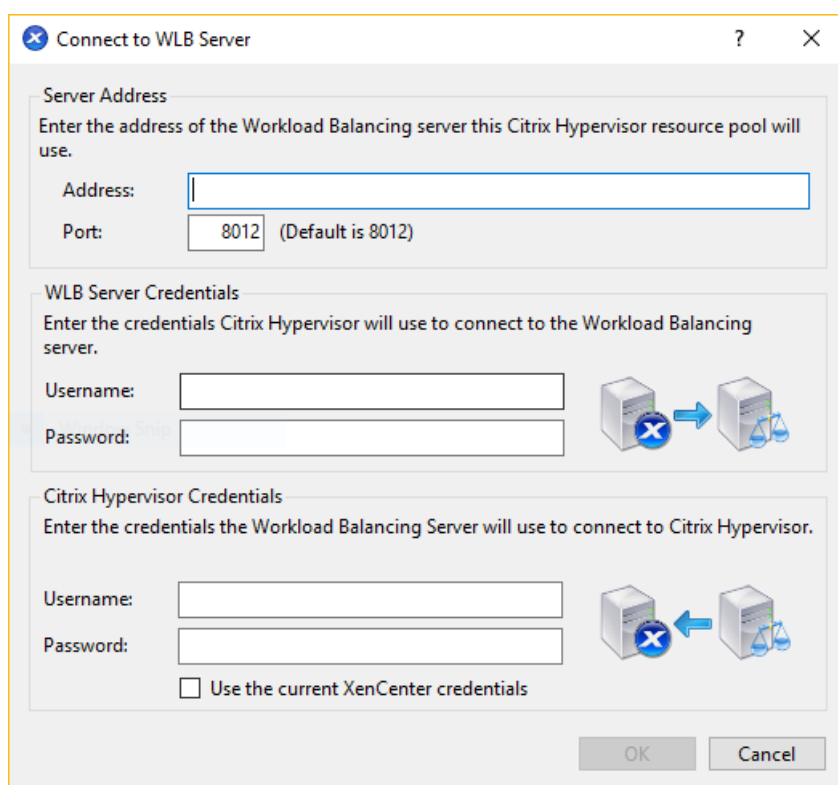 Connect to WLB Server
?
Server Address
Enter the address of the Workload Balancing server this Citrix Hypervisor resource pool will
use.
Address:
Port: 8012 (Default is 8012)
WLB Server Credentials
Enter the credentials Citrix Hypervisor will use to connect to the Workload Balancing
server.
Username:
Window Snip
Password:
Citrix Hypervisor Credentials
Enter the credentials the Workload Balancing Server will use to connect to Citrix Hypervisor.
Username:
Password:
Use the current XenCenter credentials
OK Cancel